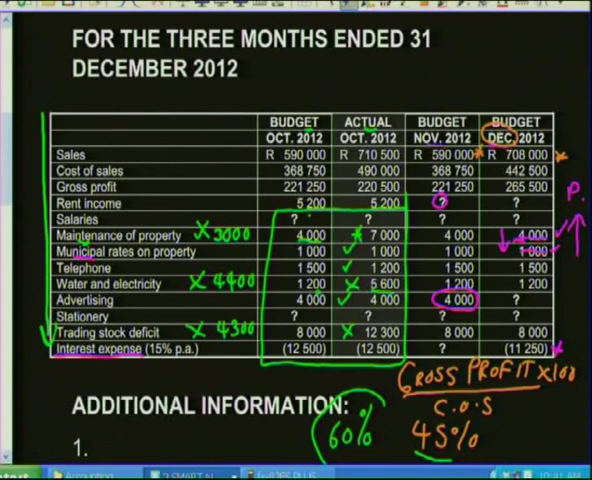 FOR THE THREE MONTHS ENDED 31
DECEMBER 2012
BUDGET ACTUAL BUDGET BUDGET
OCT. 2012 OCT. 2012 NOV. 2012 DEC. 2012
Sales R 590 000 R 710 500 R 590 000 R 708 000
Cost of sales 368 750 490 000 368 750 442 500
Gross profit 221 250 220 500 221 250 265 500
Rent income 5 200 5 200 ? ? P.
Salaries ? ? ? ?
Maintenance of property X 3000 4 000 7 000 4 000 4 000
Municipal rates on property 1 000 1 000 1 000 1 000
Telephone 1 500 1 200 1 500 1 500
Water and electricity X 4400 1 200 5 600 1 200 1 200
Advertising 4 000 4 000 4 000 ?
Stationery ? ? ? ?
Trading stock deficit X 4300 8 000 12 300 8 000 8 000
Interest expense (15% p.a.) (12 500) (12 500) ? (11 250)
GROSS PROFIT X 100
C.O.S
ADDITIONAL INFORMATION:
60% 45%
1.
Accounting
10:41 AM